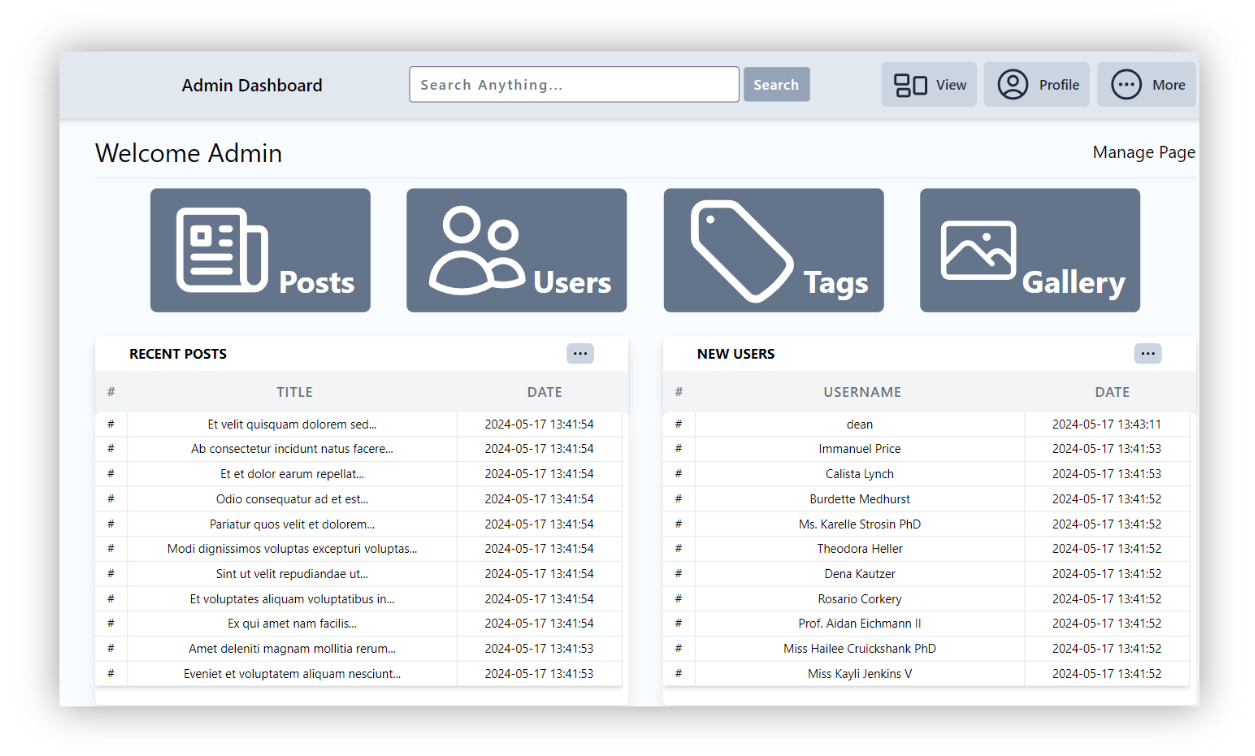 Admin Dashboard Search Anything... Search View Profile More
Welcome Admin Manage Page
Posts Users Tags Gallery
RECENT POSTS ...
# TITLE DATE
# Et velit quisquam dolorem sed... 2024-05-17 13:41:54
# Ab consectetur incidunt natus facere... 2024-05-17 13:41:54
# Et et dolor earum repellat... 2024-05-17 13:41:54
# Odio consequatur ad et est... 2024-05-17 13:41:54
# Pariatur quos velit et dolorem... 2024-05-17 13:41:54
# Modi dignissimos voluptas excepturi voluptas... 2024-05-17 13:41:54
# Sint ut velit repudiandae ut... 2024-05-17 13:41:54
# Et voluptates aliquam voluptatibus in... 2024-05-17 13:41:54
# Ex qui amet nam facilis... 2024-05-17 13:41:54
# Amet deleniti magnam mollitia rerum... 2024-05-17 13:41:53
# Eveniet et voluptatem aliquam nesciunt... 2024-05-17 13:41:53
NEW USERS ...
# USERNAME DATE
# dean 2024-05-17 13:43:11
# Immanuel Price 2024-05-17 13:41:53
# Calista Lynch 2024-05-17 13:41:53
# Burdette Medhurst 2024-05-17 13:41:52
# Ms. Karelle Strosin PhD 2024-05-17 13:41:52
# Theodora Heller 2024-05-17 13:41:52
# Dena Kautzer 2024-05-17 13:41:52
# Rosario Corkery 2024-05-17 13:41:52
# Prof. Aidan Eichmann II 2024-05-17 13:41:52
# Miss Hailee Cruickshank PhD 2024-05-17 13:41:52
# Miss Kayli Jenkins V 2024-05-17 13:41:52